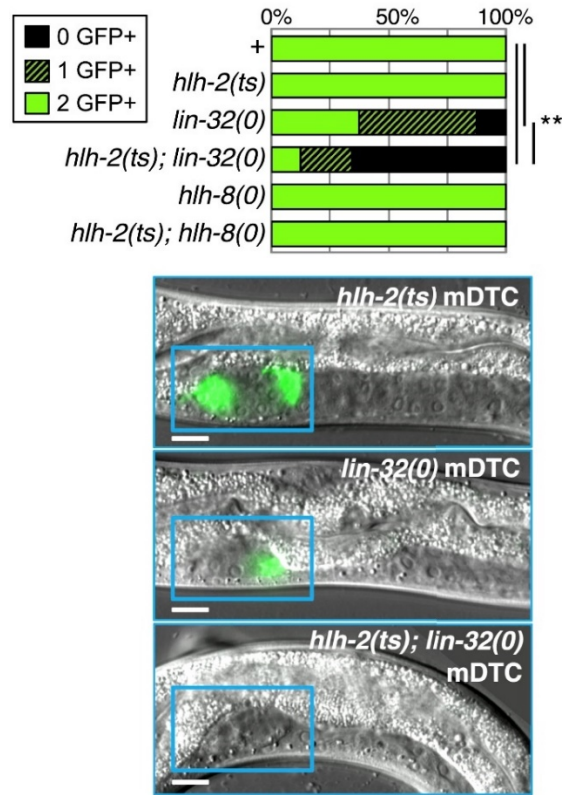 0 GFP+
1 GFP+
2 GFP+
0% 50% 100%
+
hlh-2(ts)
lin-32(0)
hlh-2(ts); lin-32(0)
hlh-8(0)
hlh-2(ts); hlh-8(0)
**
hlh-2(ts) mDTC
lin-32(0) mDTC
hlh-2(ts); lin-32(0)
mDTC